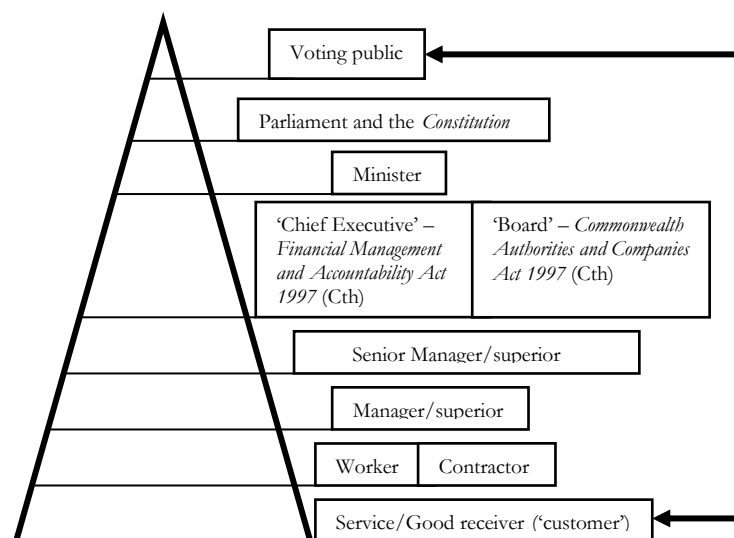 Voting public
Parliament and the Constitution
Minister
‘Chief Executive’ –
Financial Management
and Accountability Act
1997 (Cth)
‘Board’ – Commonwealth
Authorities and Companies
Act 1997 (Cth)
Senior Manager/superior
Manager/superior
Worker
Contractor
Service/Good receiver (‘customer’)